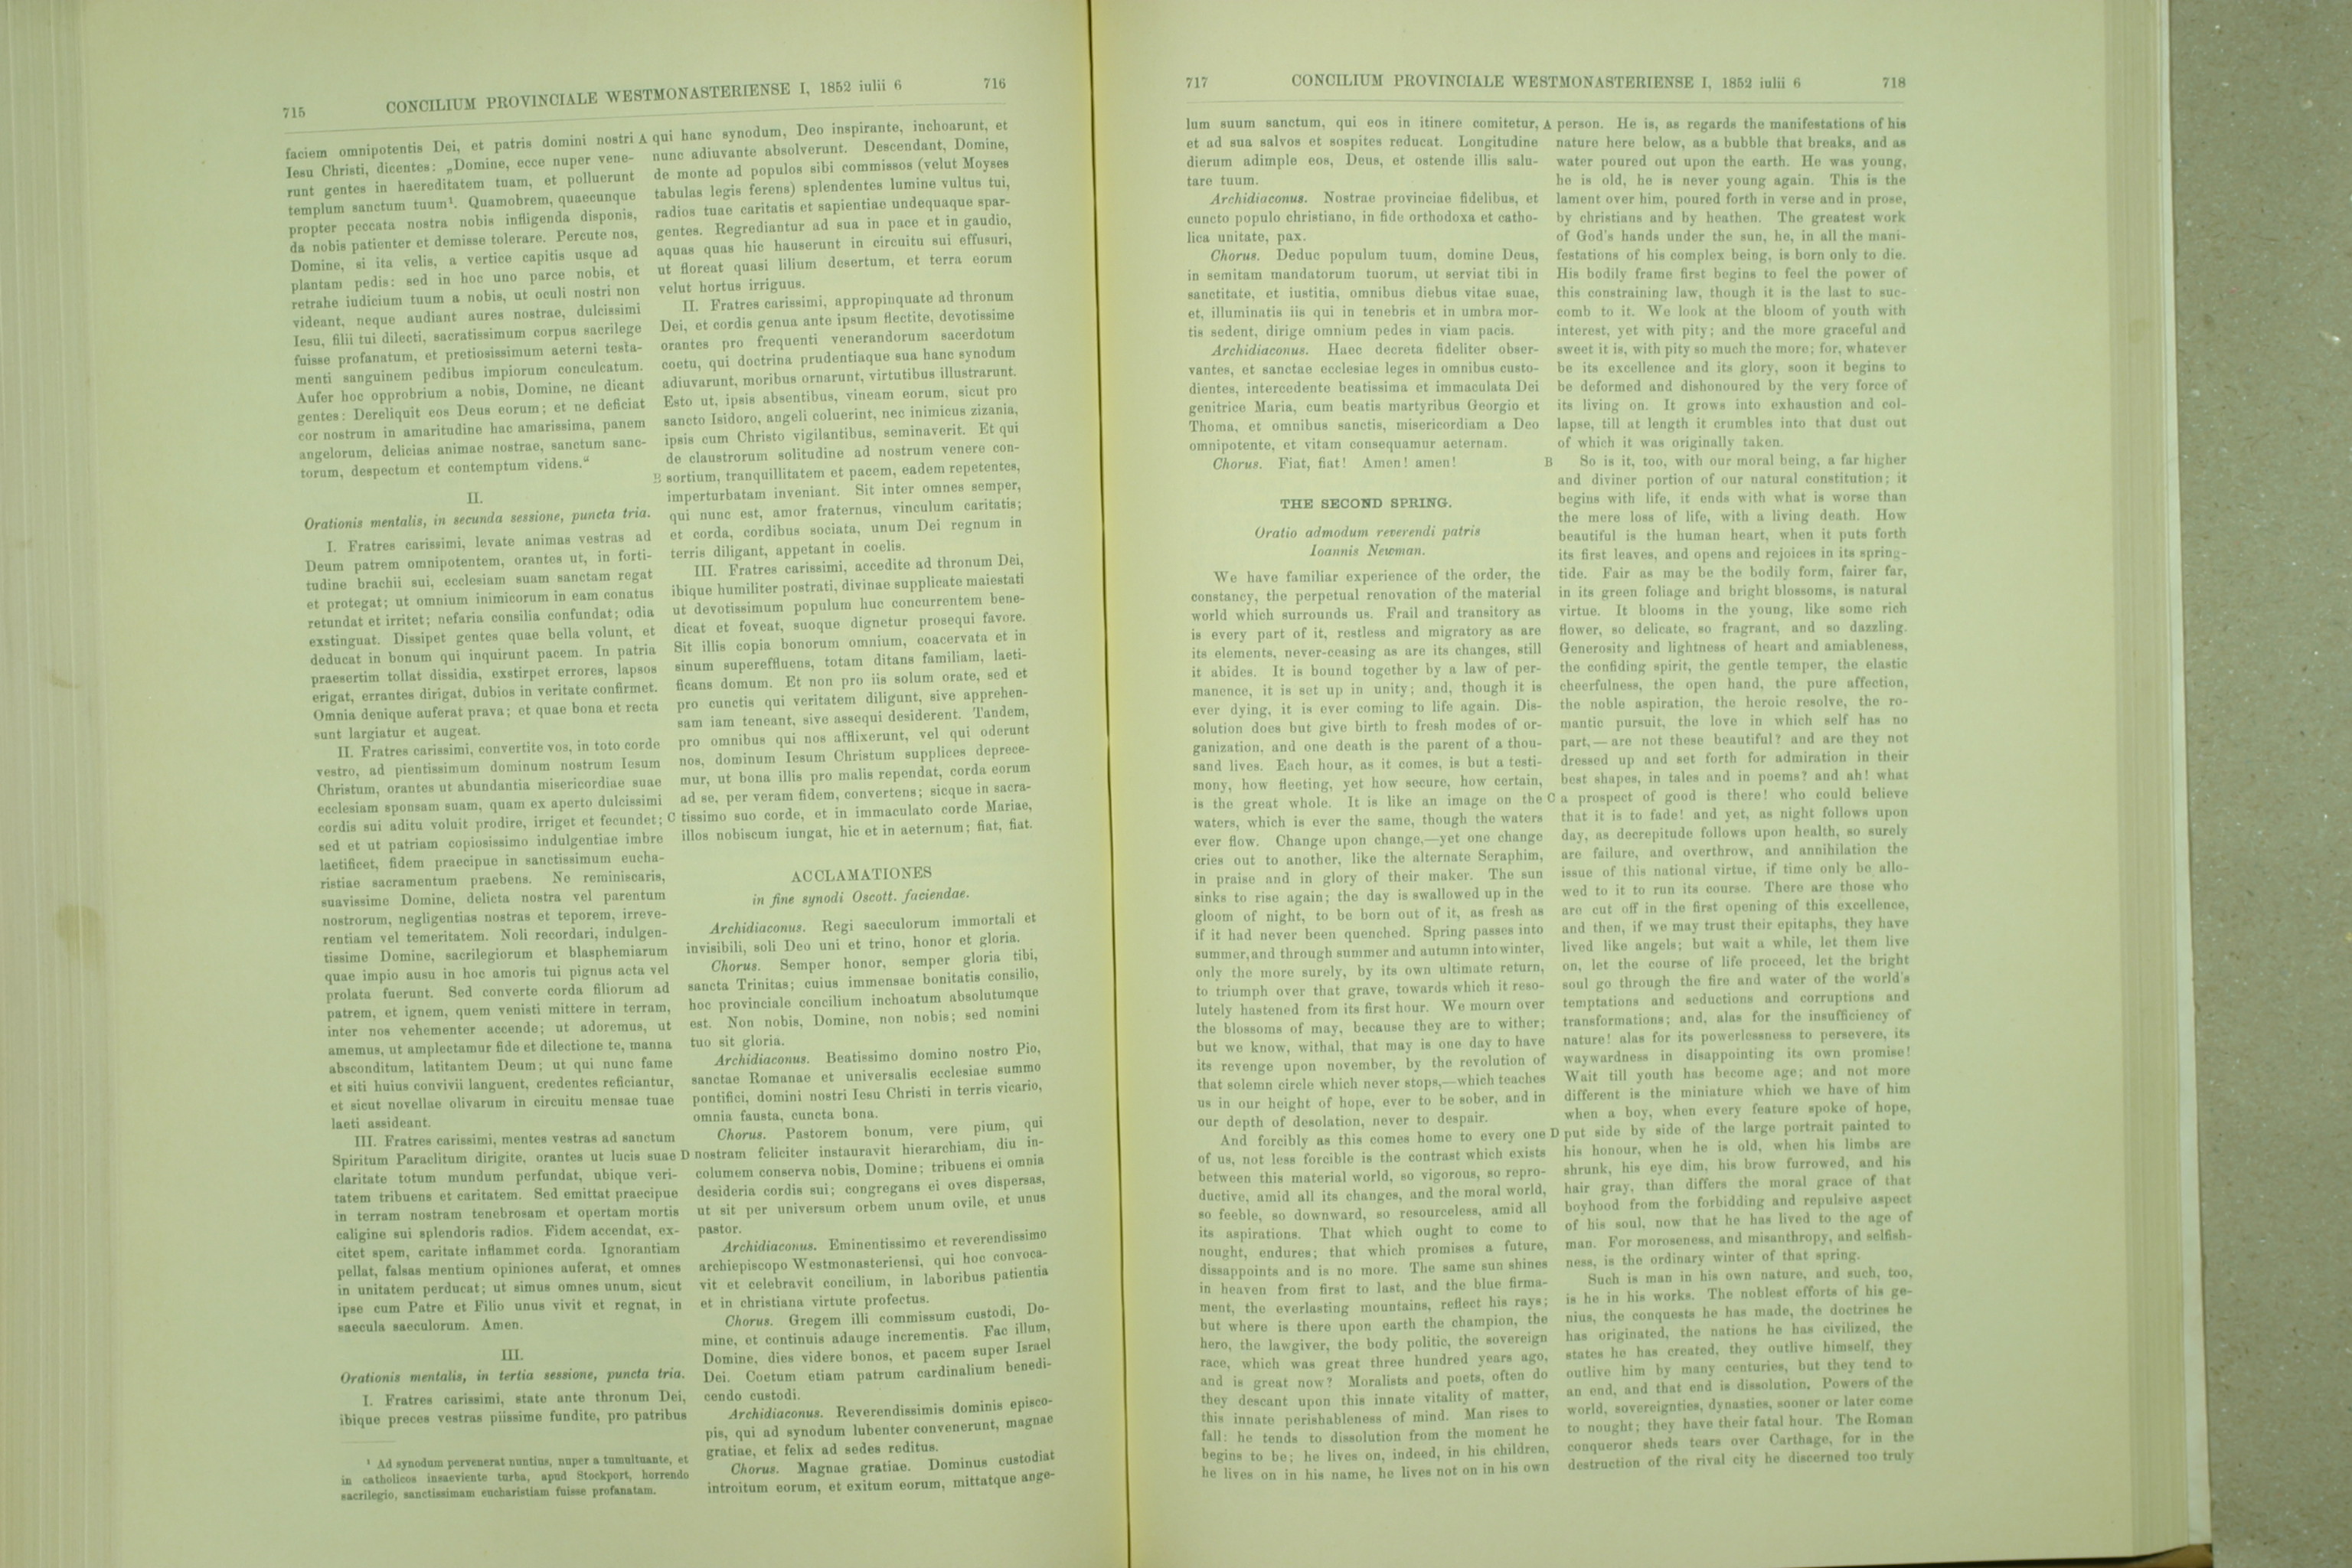 715
CONCILIUM PROVINCIALE WESTMONASTERIENSE I, 1852 iulii 6
716
faciem omnipotentis Dei, et patris domini nostri
Iesu Christi, dicentes: „Domine, ecce nuper vene-
runt gentes in haereditatem tuam, et polluerunt
templum sanctum tuum¹. Quamobrem, quaecunque
propter peccata nostra nobis infligenda disponis,
da nobis patienter et demisse tolerare. Percute nos,
Domine, si ita velis, a vertice capitis usque ad
plantam pedis: sed in hoc uno parce nobis, et
retrahe iudicium tuum a nobis, ut oculi nostri non
videant, neque audiant aures nostrae, dulcissimi
Iesu, filii tui dilecti, sacratissimum corpus sacrilege
fuisse profanatum, et pretiosissimum aeterni testa-
menti sanguinem pedibus impiorum conculcatum.
Aufer hoc opprobrium a nobis, Domine, ne dicant
gentes: Dereliquit eos Deus eorum; et ne deficiat
cor nostrum in amaritudine hac amarissima, panem
angelorum, delicias animae nostrae, sanctum sanc-
torum, despectum et contemptum videns.“
II.
Orationis mentalis, in secunda sessione, puncta tria.
I. Fratres carissimi, levate animas vestras ad
Deum patrem omnipotentem, orantes ut, in forti-
tudine brachii sui, ecclesiam suam sanctam regat
et protegat; ut omnium inimicorum in eam conatus
retundat et irritet; nefaria consilia confundat; odia
exstinguat. Dissipet gentes quae bella volunt, et
deducat in bonum qui inquirunt pacem. In patria
praesertim tollat dissidia, exstirpet errores, lapsos
erigat, errantes dirigat, dubios in veritate confirmet.
Omnia denique auferat prava; et quae bona et recta
sunt largiatur et augeat.
II. Fratres carissimi, convertite vos, in toto corde
vestro, ad pientissimum dominum nostrum Iesum
Christum, orantes ut abundantia misericordiae suae
ecclesiam sponsam suam, quam ex aperto dulcissimi
cordis sui aditu voluit prodire, irriget et fecundet;
sed et ut patriam copiosissimo indulgentiae imbre
laetificet, fidem praecipue in sanctissimum eucha-
ristiae sacramentum praebens. Ne reminiscaris,
suavissime Domine, delicta nostra vel parentum
nostrorum, negligentias nostras et teporem, irreve-
rentiam vel temeritatem. Noli recordari, indulgen-
tissime Domine, sacrilegiorum et blasphemiarum
quae impio ausu in hoc amoris tui pignus acta vel
prolata fuerunt. Sed converte corda filiorum ad
patrem, et ignem, quem venisti mittere in terram,
inter nos vehementer accende; ut adoremus, ut
amemus, ut amplectamur fide et dilectione te, manna
absconditum, latitantem Deum; ut qui nunc fame
et siti huius convivii languent, credentes reficiantur,
et sicut novellae olivarum in circuitu mensae tuae
laeti assideant.
III. Fratres carissimi, mentes vestras ad sanctum
Spiritum Paraclitum dirigite, orantes ut lucis suae
claritate totum mundum perfundat, ubique veri-
tatem tribuens et caritatem. Sed emittat praecipue
in terram nostram tenebrosam et opertam mortis
caligine sui splendoris radios. Fidem accendat, ex-
citet spem, caritate inflammet corda. Ignorantiam
pellat, falsas mentium opiniones auferat, et omnes
in unitatem perducat; ut simus omnes unum, sicut
ipse cum Patre et Filio unus vivit et regnat, in
saecula saeculorum. Amen.
III.
Orationis mentalis, in tertia sessione, puncta tria.
I. Fratres carissimi, state ante thronum Dei,
ibique preces vestras piissime fundite, pro patribus
¹ Ad synodum pervenerat nuntius, nuper a tumultuante, et
in catholicos insaeviente turba, apud Stockport, horrendo
sacrilegio, sanctissimam eucharistiam fuisse profanatam.
A qui hanc synodum, Deo inspirante, inchoarunt, et
nunc adiuvante absolverunt. Descendant, Domine,
de monte ad populos sibi commissos (velut Moyses
tabulas legis ferens) splendentes lumine vultus tui,
radios tuae caritatis et sapientiae undequaque spar-
gentes. Regrediantur ad sua in pace et in gaudio,
aquas quas hic hauserunt in circuitu sui effusuri,
ut floreat quasi lilium desertum, et terra eorum
velut hortus irriguus.
II. Fratres carissimi, appropinquate ad thronum
Dei, et cordis genua ante ipsum flectite, devotissime
orantes pro frequenti venerandorum sacerdotum
coetu, qui doctrina prudentiaque sua hanc synodum
adiuvarunt, moribus ornarunt, virtutibus illustrarunt.
Esto ut, ipsis absentibus, vineam eorum, sicut pro
sancto Isidoro, angeli coluerint, nec inimicus zizania,
ipsis cum Christo vigilantibus, seminaverit. Et qui
de claustrorum solitudine ad nostrum venere con-
B sortium, tranquillitatem et pacem, eadem repetentes,
imperturbatam inveniant. Sit inter omnes semper,
qui nunc est, amor fraternus, vinculum caritatis;
et corda, cordibus sociata, unum Dei regnum in
terris diligant, appetant in coelis.
III. Fratres carissimi, accedite ad thronum Dei,
ibique humiliter postrati, divinae supplicate maiestati
ut devotissimum populum huc concurrentem bene-
dicat et foveat, suoque dignetur prosequi favore.
Sit illis copia bonorum omnium, coacervata et in
sinum supereffluens, totam ditans familiam, laeti-
ficans domum. Et non pro iis solum orate, sed et
pro cunctis qui veritatem diligunt, sive apprehen-
sam iam teneant, sive assequi desiderent. Tandem,
pro omnibus qui nos afflixerunt, vel qui oderunt
nos, dominum Iesum Christum supplices deprece-
mur, ut bona illis pro malis rependat, corda eorum
ad se, per veram fidem, convertens; sicque in sacra-
C tissimo suo corde, et in immaculato corde Mariae,
illos nobiscum iungat, hic et in aeternum; fiat, fiat.
ACCLAMATIONES
in fine synodi Oscott. faciendae.
Archidiaconus. Regi saeculorum immortali et
invisibili, soli Deo uni et trino, honor et gloria.
Chorus. Semper honor, semper gloria tibi,
sancta Trinitas; cuius immensae bonitatis consilio,
hoc provinciale concilium inchoatum absolutumque
est. Non nobis, Domine, non nobis; sed nomini
tuo sit gloria.
Archidiaconus. Beatissimo domino nostro Pio,
sanctae Romanae et universalis ecclesiae summo
pontifici, domini nostri Iesu Christi in terris vicario,
omnia fausta, cuncta bona.
Chorus. Pastorem bonum, vere pium, qui
D nostram feliciter instauravit hierarchiam, diu in-
columem conserva nobis, Domine; tribuens ei omnia
desideria cordis sui; congregans ei oves dispersas,
ut sit per universum orbem unum ovile, et unus
pastor.
Archidiaconus. Eminentissimo et reverendissimo
archiepiscopo Westmonasteriensi, qui hoc convoca-
vit et celebravit concilium, in laboribus patientia
et in christiana virtute profectus.
Chorus. Gregem illi commissum custodi, Do-
mine, et continuis adauge incrementis. Fac illum,
Domine, dies videre bonos, et pacem super Israel
Dei. Coetum etiam patrum cardinalium benedi-
cendo custodi.
Archidiaconus. Reverendissimis dominis episco-
pis, qui ad synodum lubenter convenerunt, magnae
gratiae, et felix ad sedes reditus.
Chorus. Magnae gratiae. Dominus custodiat
introitum eorum, et exitum eorum, mittatque ange-
717
CONCILIUM PROVINCIALE WESTMONASTERIENSE I, 1852 iulii 6
718
lum suum sanctum, qui eos in itinere comitetur,
et ad sua salvos et sospites reducat. Longitudine
dierum adimple eos, Deus, et ostende illis salu-
tare tuum.
Archidiaconus. Nostrae provinciae fidelibus, et
cuncto populo christiano, in fide orthodoxa et catho-
lica unitate, pax.
Chorus. Deduc populum tuum, domine Deus,
in semitam mandatorum tuorum, ut serviat tibi in
sanctitate, et iustitia, omnibus diebus vitae suae,
et, illuminatis iis qui in tenebris et in umbra mor-
tis sedent, dirige omnium pedes in viam pacis.
Archidiaconus. Haec decreta fideliter obser-
vantes, et sanctae ecclesiae leges in omnibus custo-
dientes, intercedente beatissima et immaculata Dei
genitrice Maria, cum beatis martyribus Georgio et
Thoma, et omnibus sanctis, misericordiam a Deo
omnipotente, et vitam consequamur aeternam.
Chorus. Fiat, fiat! Amen! amen!
THE SECOND SPRING.
Oratio admodum reverendi patris
Ioannis Newman.
We have familiar experience of the order, the
constancy, the perpetual renovation of the material
world which surrounds us. Frail and transitory as
is every part of it, restless and migratory as are
its elements, never-ceasing as are its changes, still
it abides. It is bound together by a law of per-
manence, it is set up in unity; and, though it is
ever dying, it is ever coming to life again. Dis-
solution does but give birth to fresh modes of or-
ganization, and one death is the parent of a thou-
sand lives. Each hour, as it comes, is but a testi-
mony, how fleeting, yet how secure, how certain,
is the great whole. It is like an image on the
waters, which is ever the same, though the waters
ever flow. Change upon change,—yet one change
cries out to another, like the alternate Seraphim,
in praise and in glory of their maker. The sun
sinks to rise again; the day is swallowed up in the
gloom of night, to be born out of it, as fresh as
if it had never been quenched. Spring passes into
summer, and through summer and autumn into winter,
only the more surely, by its own ultimate return,
to triumph over that grave, towards which it reso-
lutely hastened from its first hour. We mourn over
the blossoms of may, because they are to wither;
but we know, withal, that may is one day to have
its revenge upon november, by the revolution of
that solemn circle which never stops,—which teaches
us in our height of hope, ever to be sober, and in
our depth of desolation, never to despair.
And forcibly as this comes home to every one
of us, not less forcible is the contrast which exists
between this material world, so vigorous, so repro-
ductive, amid all its changes, and the moral world,
so feeble, so downward, so resourceless, amid all
its aspirations. That which ought to come to
nought, endures; that which promises a future,
disappoints and is no more. The same sun shines
in heaven from first to last, and the blue firma-
ment, the everlasting mountains, reflect his rays;
but where is there upon earth the champion, the
hero, the lawgiver, the body politic, the sovereign
race, which was great three hundred years ago,
and is great now? Moralists and poets, often do
they descant upon this innate vitality of matter,
this innate perishableness of mind. Man rises to
fall: he tends to dissolution from the moment he
begins to be; he lives on, indeed, in his children,
he lives on in his name, he lives not on in his own
A person. He is, as regards the manifestations of his
nature here below, as a bubble that breaks, and as
water poured out upon the earth. He was young,
he is old, he is never young again. This is the
lament over him, poured forth in verse and in prose,
by christians and by heathen. The greatest work
of God's hands under the sun, he, in all the mani-
festations of his complex being, is born only to die.
His bodily frame first begins to feel the power of
this constraining law, though it is the last to suc-
comb to it. We look at the bloom of youth with
interest, yet with pity; and the more graceful and
sweet it is, with pity so much the more; for, whatever
be its excellence and its glory, soon it begins to
be deformed and dishonoured by the very force of
its living on. It grows into exhaustion and col-
lapse, till at length it crumbles into that dust out
of which it was originally taken.
B So is it, too, with our moral being, a far higher
and diviner portion of our natural constitution; it
begins with life, it ends with what is worse than
the mere loss of life, with a living death. How
beautiful is the human heart, when it puts forth
its first leaves, and opens and rejoices in its spring-
tide. Fair as may be the bodily form, fairer far,
in its green foliage and bright blossoms, is natural
virtue. It blooms in the young, like some rich
flower, so delicate, so fragrant, and so dazzling.
Generosity and lightness of heart and amiableness,
the confiding spirit, the gentle temper, the elastic
cheerfulness, the open hand, the pure affection,
the noble aspiration, the heroic resolve, the ro-
mantic pursuit, the love in which self has no
part,—are not these beautiful? and are they not
dressed up and set forth for admiration in their
best shapes, in tales and in poems? and ah! what
C a prospect of good is there! who could believe
that it is to fade! and yet, as night follows upon
day, as decrepitude follows upon health, so surely
are failure, and overthrow, and annihilation the
issue of this national virtue, if time only be allo-
wed to it to run its course. There are those who
are cut off in the first opening of this excellence,
and then, if we may trust their epitaphs, they have
lived like angels; but wait a while, let them live
on, let the course of life proceed, let the bright
soul go through the fire and water of the world's
temptations and seductions and corruptions and
transformations; and, alas for the insufficiency of
nature! alas for its powerlessness to persevere, its
waywardness in disappointing its own promise!
Wait till youth has become age; and not more
different is the miniature which we have of him
when a boy, when every feature spoke of hope,
D put side by side of the large portrait painted to
his honour, when he is old, when his limbs are
shrunk, his eye dim, his brow furrowed, and his
hair gray, than differs the moral grace of that
boyhood from the forbidding and repulsive aspect
of his soul, now that he has lived to the age of
man. For moroseness, and misanthropy, and selfish-
ness, is the ordinary winter of that spring.
Such is man in his own nature, and such, too,
is he in his works. The noblest efforts of his ge-
nius, the conquests he has made, the doctrines he
has originated, the nations he has civilized, the
states he has created, they outlive himself, they
outlive him by many centuries, but they tend to
an end, and that end is dissolution. Powers of the
world, sovereignties, dynasties, sooner or later come
to nought; they have their fatal hour. The Roman
conqueror sheds tears over Carthage, for in the
destruction of the rival city he discerned too truly